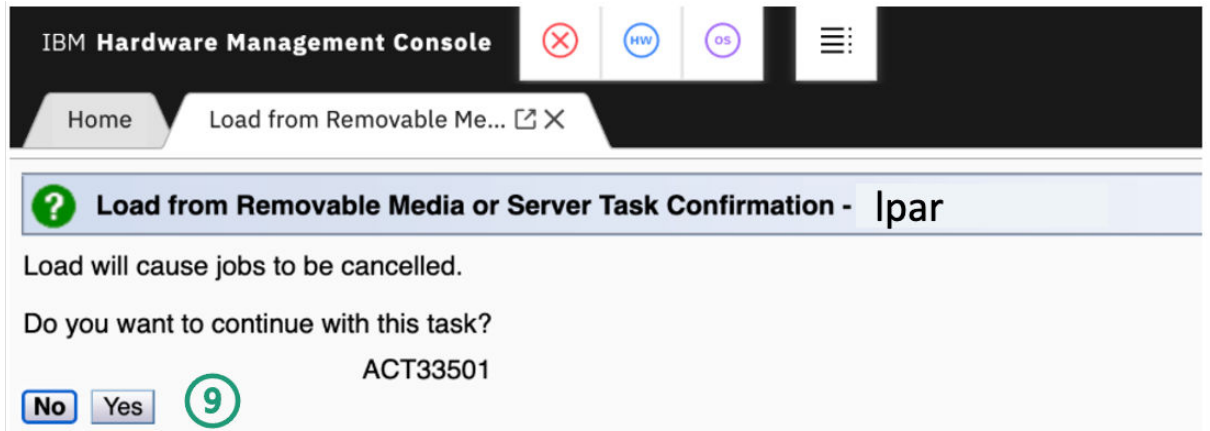 IBM Hardware Management Console
HW
OS
Home
Load from Removable Me...
? Load from Removable Media or Server Task Confirmation - lpar
Load will cause jobs to be cancelled.
Do you want to continue with this task?
ACT33501
No Yes 9